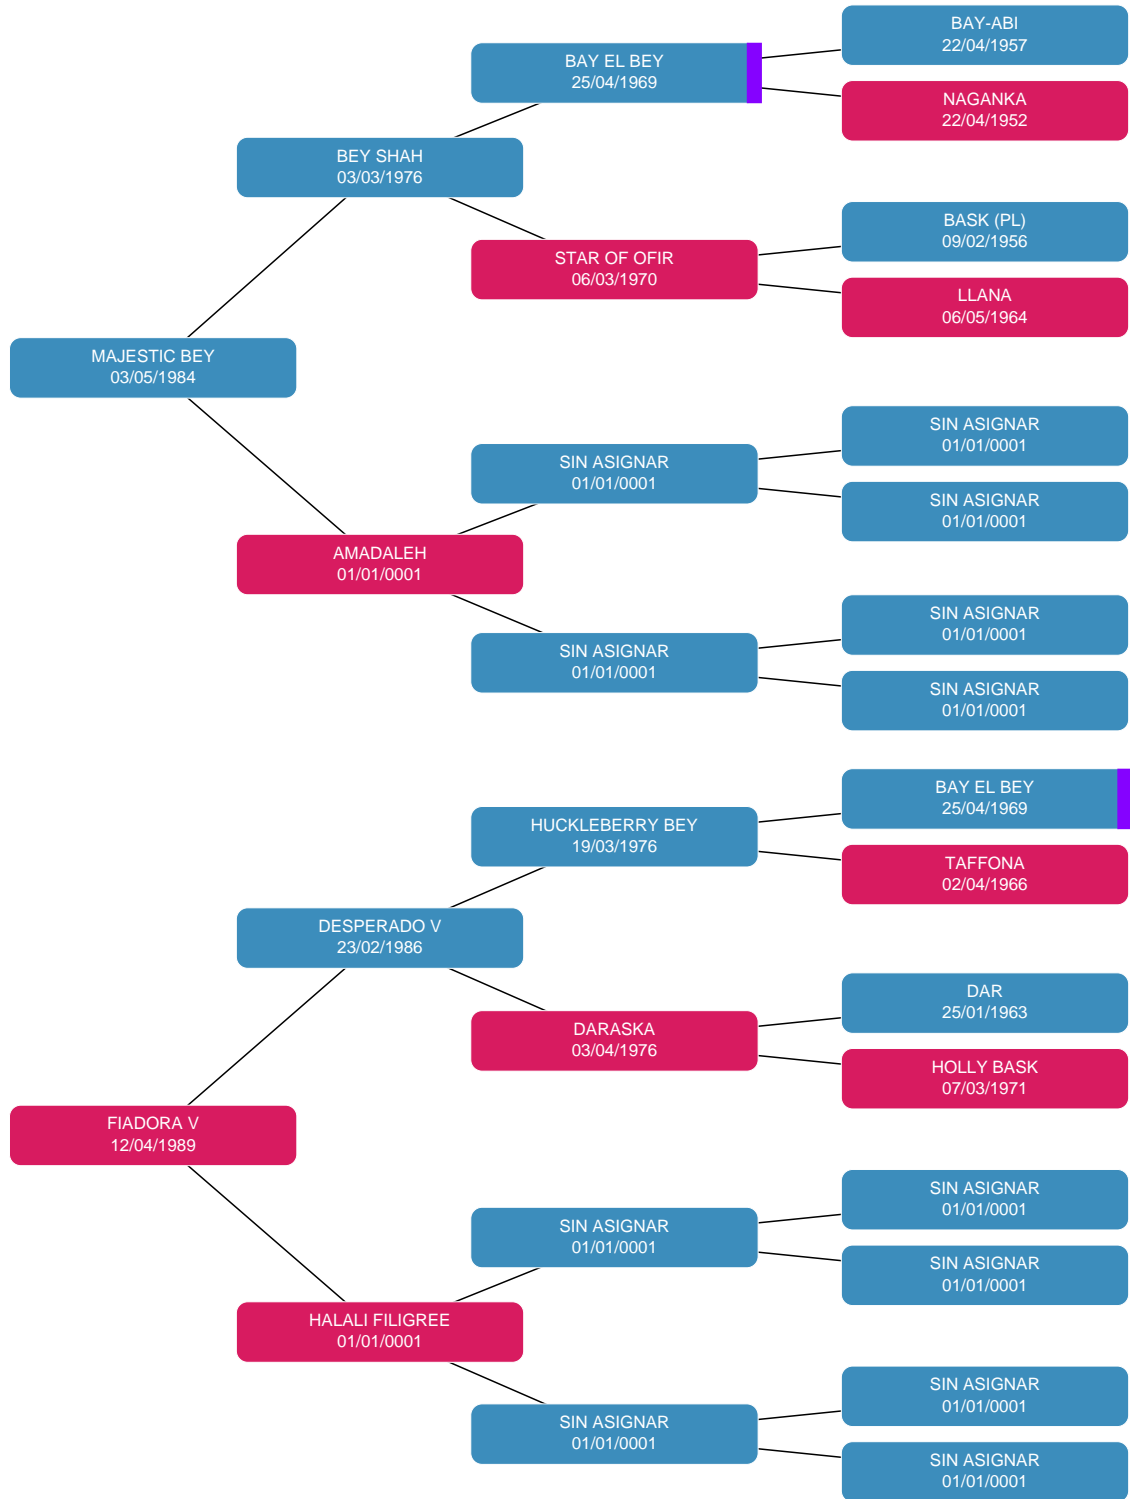 BAY-ABI
22/04/1957
BAY EL BEY
25/04/1969
NAGANKA
22/04/1952
BEY SHAH
03/03/1976
BASK (PL)
09/02/1956
STAR OF OFIR
06/03/1970
LLANA
06/05/1964
MAJESTIC BEY
03/05/1984
SIN ASIGNAR
01/01/0001
SIN ASIGNAR
01/01/0001
SIN ASIGNAR
01/01/0001
AMADALEH
01/01/0001
SIN ASIGNAR
01/01/0001
SIN ASIGNAR
01/01/0001
SIN ASIGNAR
01/01/0001
BAY EL BEY
25/04/1969
HUCKLEBERRY BEY
19/03/1976
TAFFONA
02/04/1966
DESPERADO V
23/02/1986
DAR
25/01/1963
DARASKA
03/04/1976
HOLLY BASK
07/03/1971
FIADORA V
12/04/1989
SIN ASIGNAR
01/01/0001
SIN ASIGNAR
01/01/0001
SIN ASIGNAR
01/01/0001
HALALI FILIGREE
01/01/0001
SIN ASIGNAR
01/01/0001
SIN ASIGNAR
01/01/0001
SIN ASIGNAR
01/01/0001